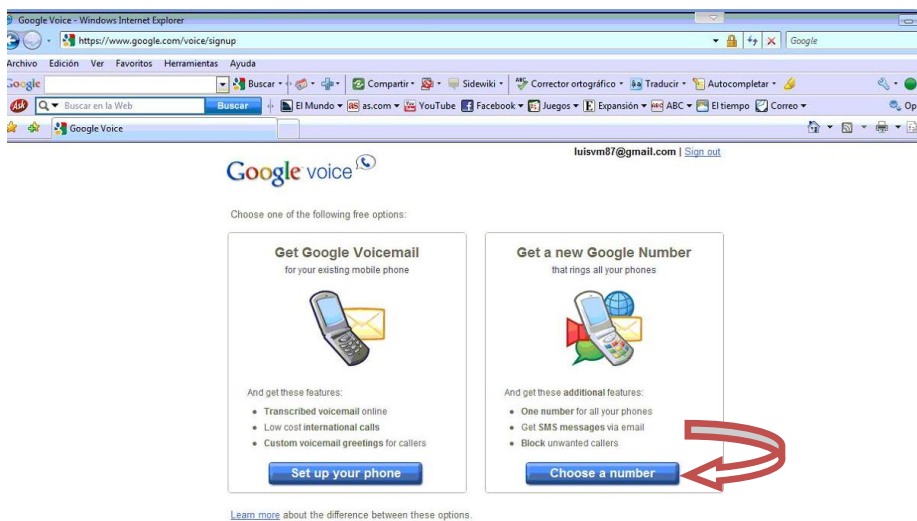 Google Voice - Windows Internet Explorer
https://www.google.com/voice/signup
Google
Archivo Edición Ver Favoritos Herramientas Ayuda
Google Buscar Compartir Sidewiki Corrector ortográfico Traducir Autocompletar
Ask Buscar en la Web Buscar El Mundo as as.com YouTube Facebook Juegos E Expansión ABC ABC El tiempo Correo Op
Google Voice
luisvm87@gmail.com | Sign out
Google voice
Choose one of the following free options:
Get Google Voicemail
for your existing mobile phone
And get these features:
Transcribed voicemail online
Low cost international calls
Custom voicemail greetings for callers
Set up your phone
Get a new Google Number
that rings all your phones
And get these additional features:
One number for all your phones
Get SMS messages via email
Block unwanted callers
Choose a number
Learn more about the difference between these options.